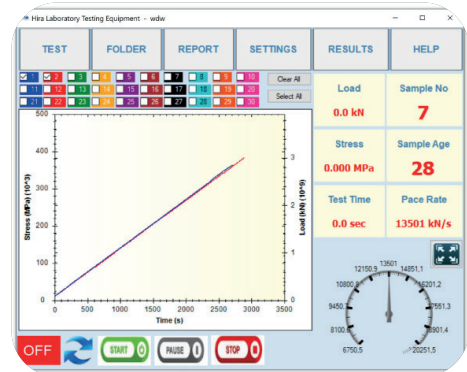 Hira Laboratory Testing Equipment - wdw
TEST FOLDER REPORT SETTINGS RESULTS HELP
1 2 3 4 5 6 7 8 9 10 Clear All
11 12 13 14 15 16 17 18 19 20 Select All
21 22 23 24 25 26 27 28 29 30
Load
0.0 kN
Sample No
7
Stress
0.000 MPa
Sample Age
28
Test Time
0.0 sec
Pace Rate
13501 kN/s
Stress (MPa) (10^3)
500
400
300
200
100
0
Load (kN) (10^9)
3
2
1
0
0 500 1000 1500 2000 2500 3000 3500
Time (s)
13501
12150,9 14851,1
10800, 16201,2
9450, 7551,3
8100, 8901,4
6750,5 20251,5
OFF START PAUSE STOP